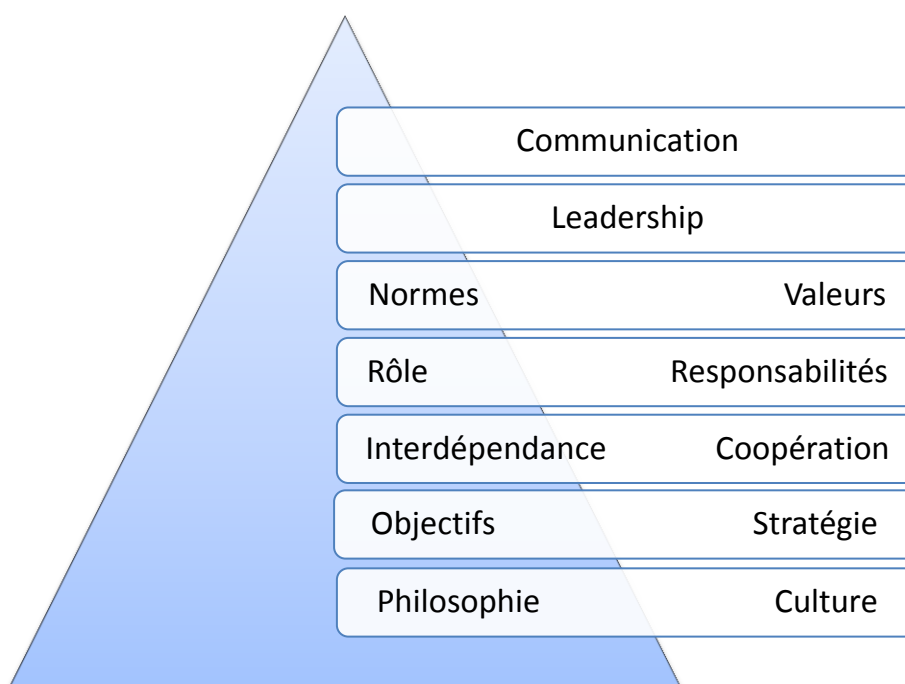 Communication
Leadership
Normes Valeurs
Rôle Responsabilités
Interdépendance Coopération
Objectifs Stratégie
Philosophie Culture